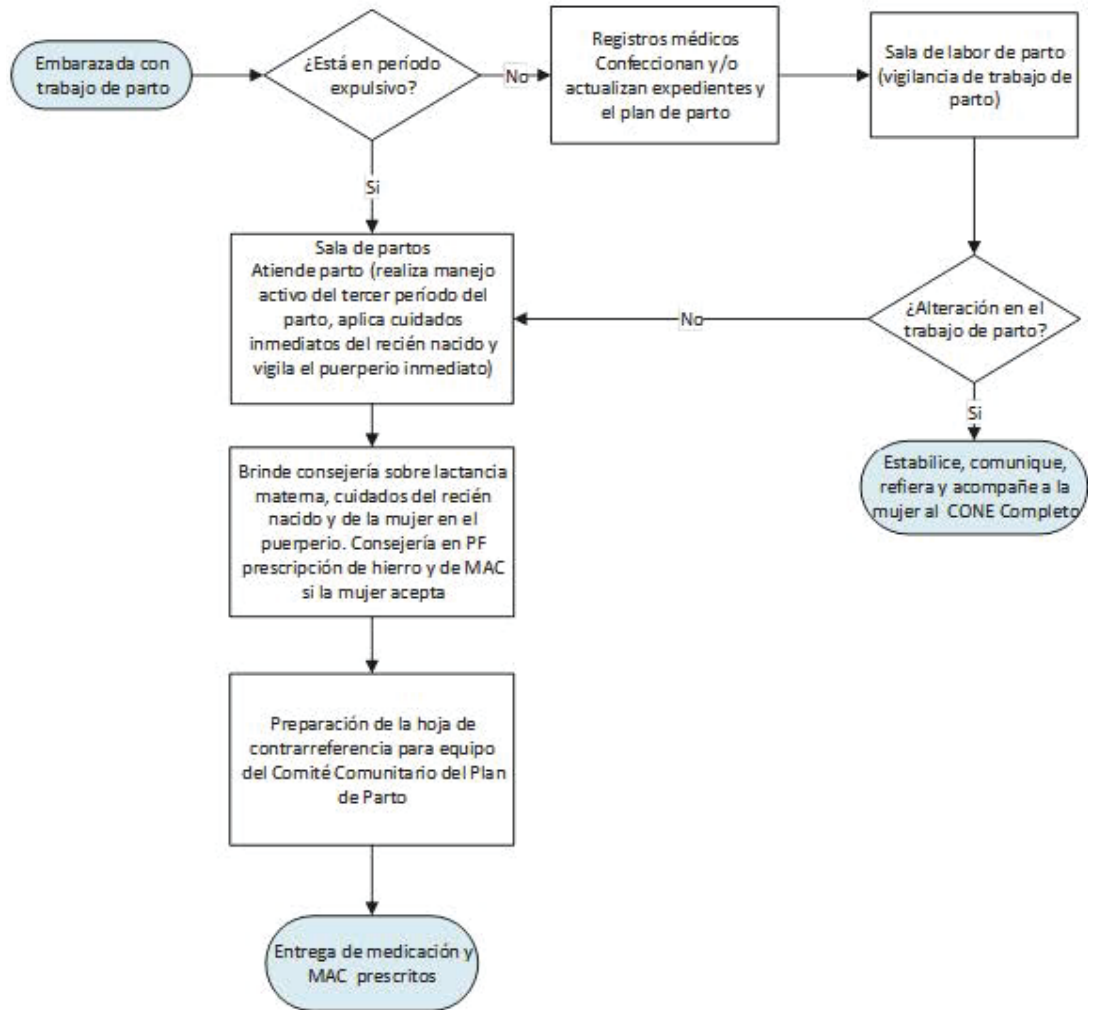 Embarazada con
trabajo de parto
¿Está en período
expulsivo?
No
Registros médicos
Confeccionan y/o
actualizan expedientes y
el plan de parto
Sala de labor de parto
(vigilancia de trabajo de
parto)
Si
Sala de partos
Atiende parto (realiza manejo
activo del tercer período del
parto, aplica cuidados
inmediatos del recién nacido y
vigila el puerperio inmediato)
No
¿Alteración en el
trabajo de parto?
Si
Estabilice, comunique,
refiera y acompañe a la
mujer al CONE Completo
Brinde consejería sobre lactancia
materna, cuidados del recién
nacido y de la mujer en el
puerperio. Consejería en PF
prescripción de hierro y de MAC
si la mujer acepta
Preparación de la hoja de
contrarreferencia para equipo
del Comité Comunitario del Plan
de Parto
Entrega de medicación y
MAC prescritos